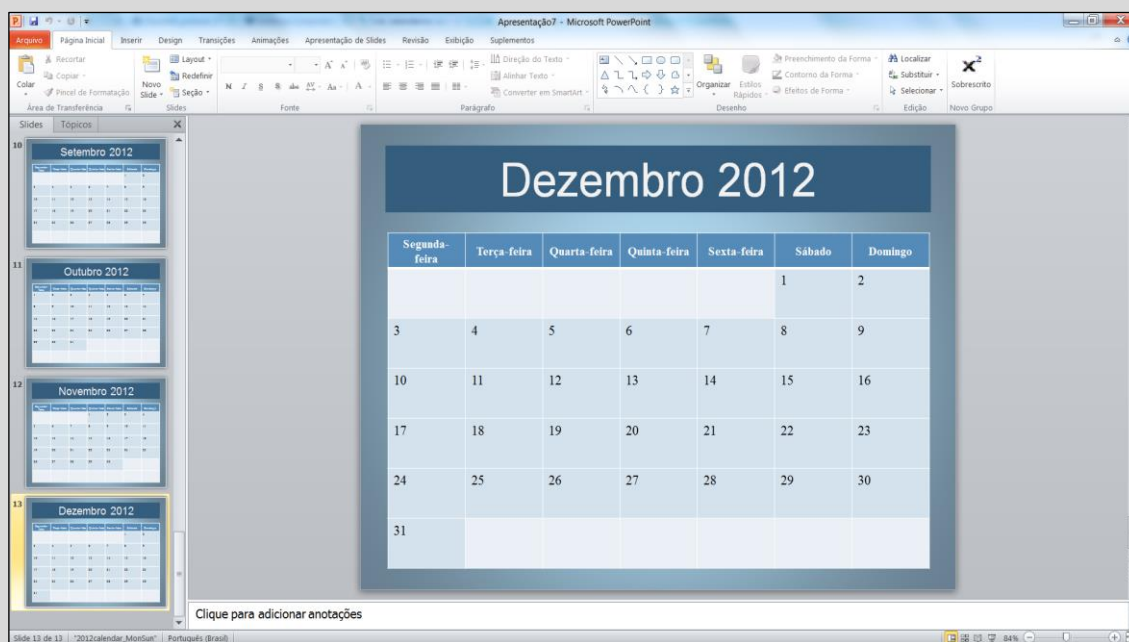 Apresentação7 - Microsoft PowerPoint
Arquivo Página Inicial Inserir Design Transições Animações Apresentação de Slides Revisão Exibição Suplementos
Recortar Layout Direção do Texto Preenchimento da Forma Localizar
Copiar Redefinir Alinhar Texto Contorno da Forma Substituir
Colar Pincel de Formatação Novo Slide Seção Converter em SmartArt Organizar Estilos Rápidos Efeitos de Forma Selecionar Sobrescrito
Área de Transferência Slides Fonte Parágrafo Desenho Edição Novo Grupo
Slides Tópicos
10
Setembro 2012
11
Outubro 2012
12
Novembro 2012
13
Dezembro 2012
Dezembro 2012
Segunda-feira Terça-feira Quarta-feira Quinta-feira Sexta-feira Sábado Domingo
1 2
3 4 5 6 7 8 9
10 11 12 13 14 15 16
17 18 19 20 21 22 23
24 25 26 27 28 29 30
31
Clique para adicionar anotações
Slide 13 de 13 "2012calendar_MonSun" Português (Brasil) 84%